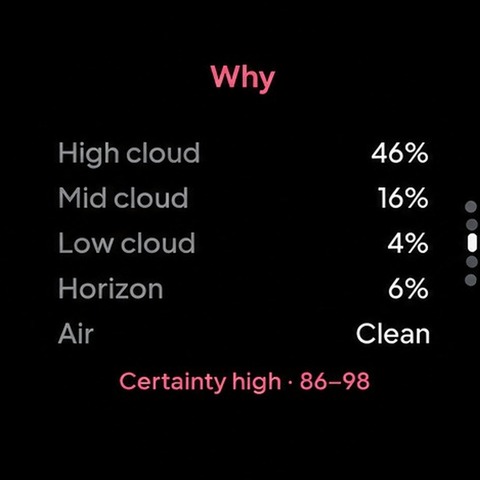 Why
High cloud 46%
Mid cloud 16%
Low cloud 4%
Horizon 6%
Air Clean
Certainty high · 86–98